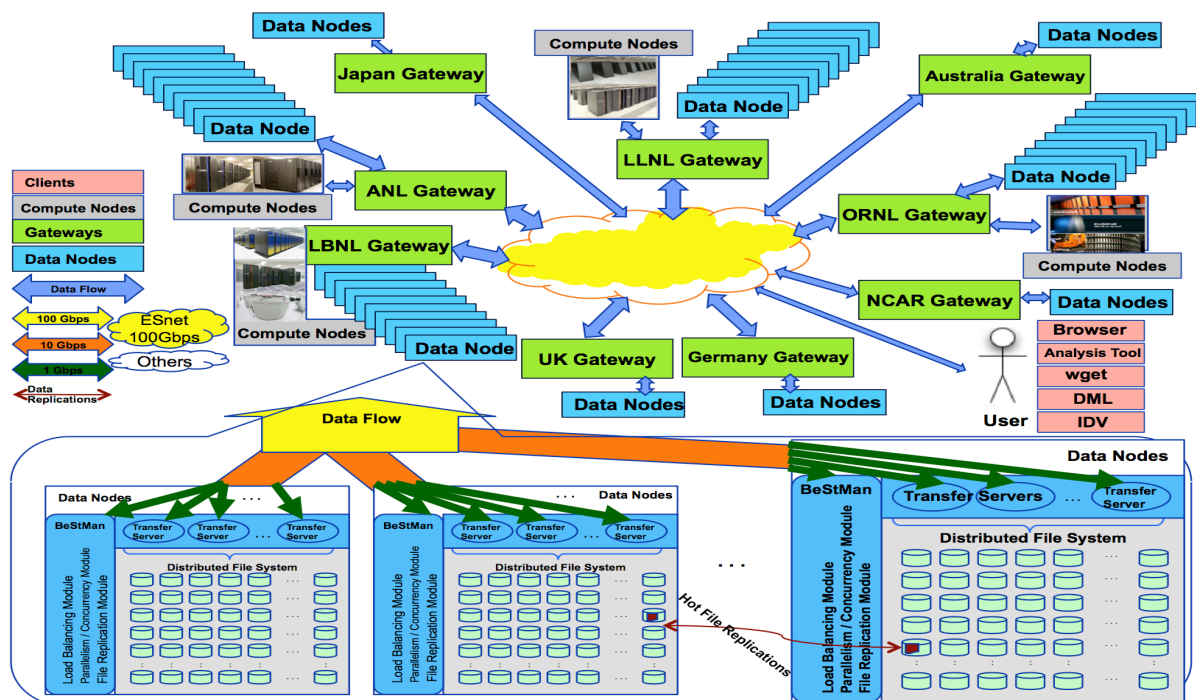 Data Nodes
Japan Gateway
Compute Nodes
Data Node
LLNL Gateway
Data Nodes
Australia Gateway
Data Node
ANL Gateway
Compute Nodes
Data Node
ORNL Gateway
Compute Nodes
LBNL Gateway
Compute Nodes
Data Node
NCAR Gateway
Data Nodes
UK Gateway
Data Nodes
Germany Gateway
Data Nodes
User
Browser
Analysis Tool
wget
DML
IDV
Clients
Compute Nodes
Gateways
Data Nodes
Data Flow
100 Gbps
10 Gbps
1 Gbps
ESnet
100Gbps
Others
Data
Replications
Data Flow
Data Nodes
...
BeStMan
Load Balancing Module
Parallelism / Concurrency Module
File Replication Module
Transfer
Server
Transfer
Server
...
Transfer
Server
Distributed File System
... Data Nodes
BeStMan
Load Balancing Module
Parallelism / Concurrency Module
File Replication Module
Transfer
Server
Transfer
Server
...
Transfer
Server
Distributed File System
...
Hot File Replications
Data Nodes
BeStMan
Load Balancing Module
Parallelism / Concurrency Module
File Replication Module
Transfer Servers
...
Transfer
Server
Distributed File System